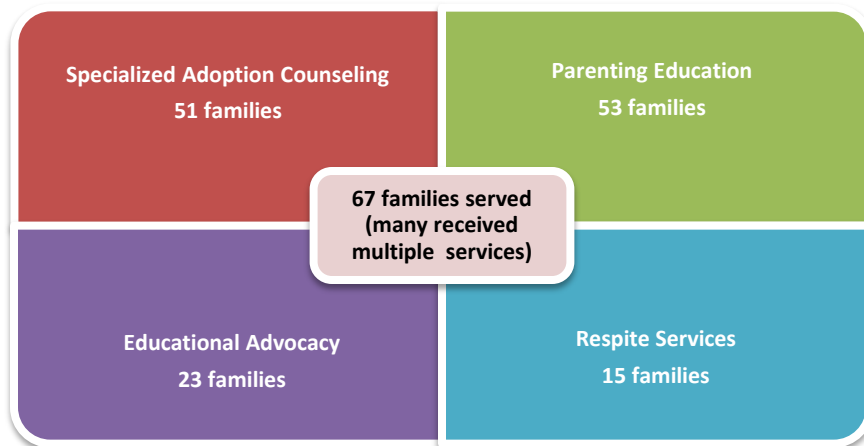 Specialized Adoption Counseling
51 families
Parenting Education
53 families
67 families served
(many received
multiple services)
Educational Advocacy
23 families
Respite Services
15 families